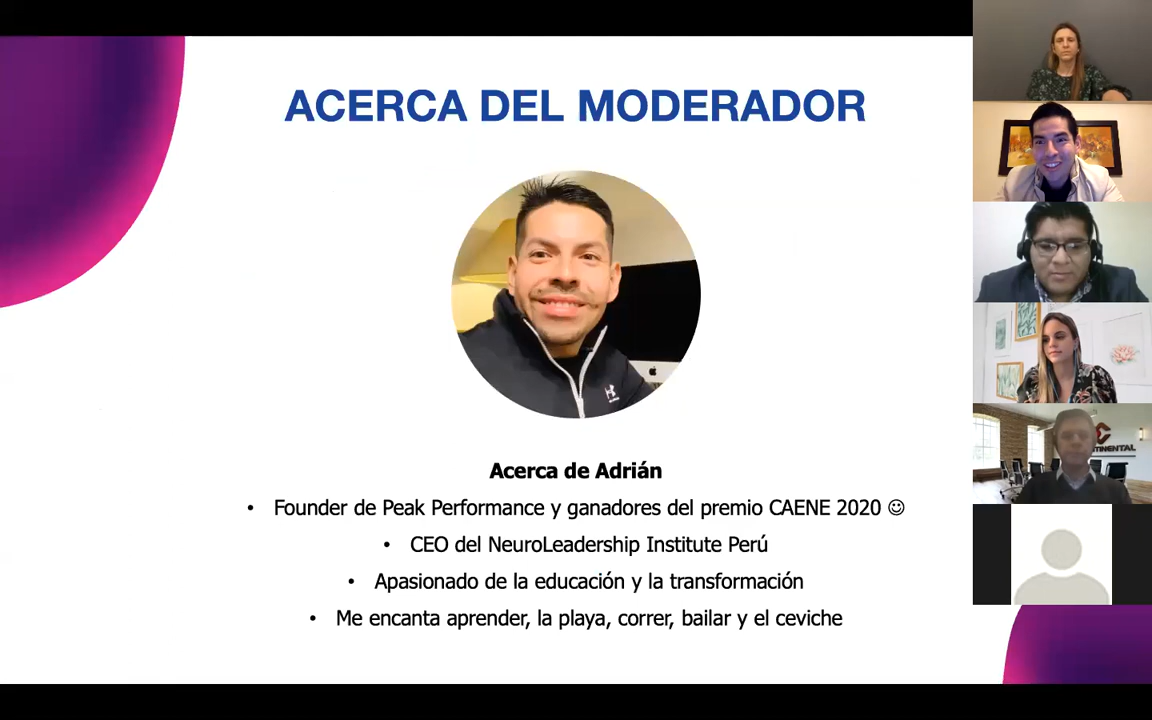 ACERCA DEL MODERADOR
Acerca de Adrián
• Founder de Peak Performance y ganadores del premio CAENE 2020 ☺
• CEO del NeuroLeadership Institute Perú
• Apasionado de la educación y la transformación
• Me encanta aprender, la playa, correr, bailar y el ceviche
TINENTAL